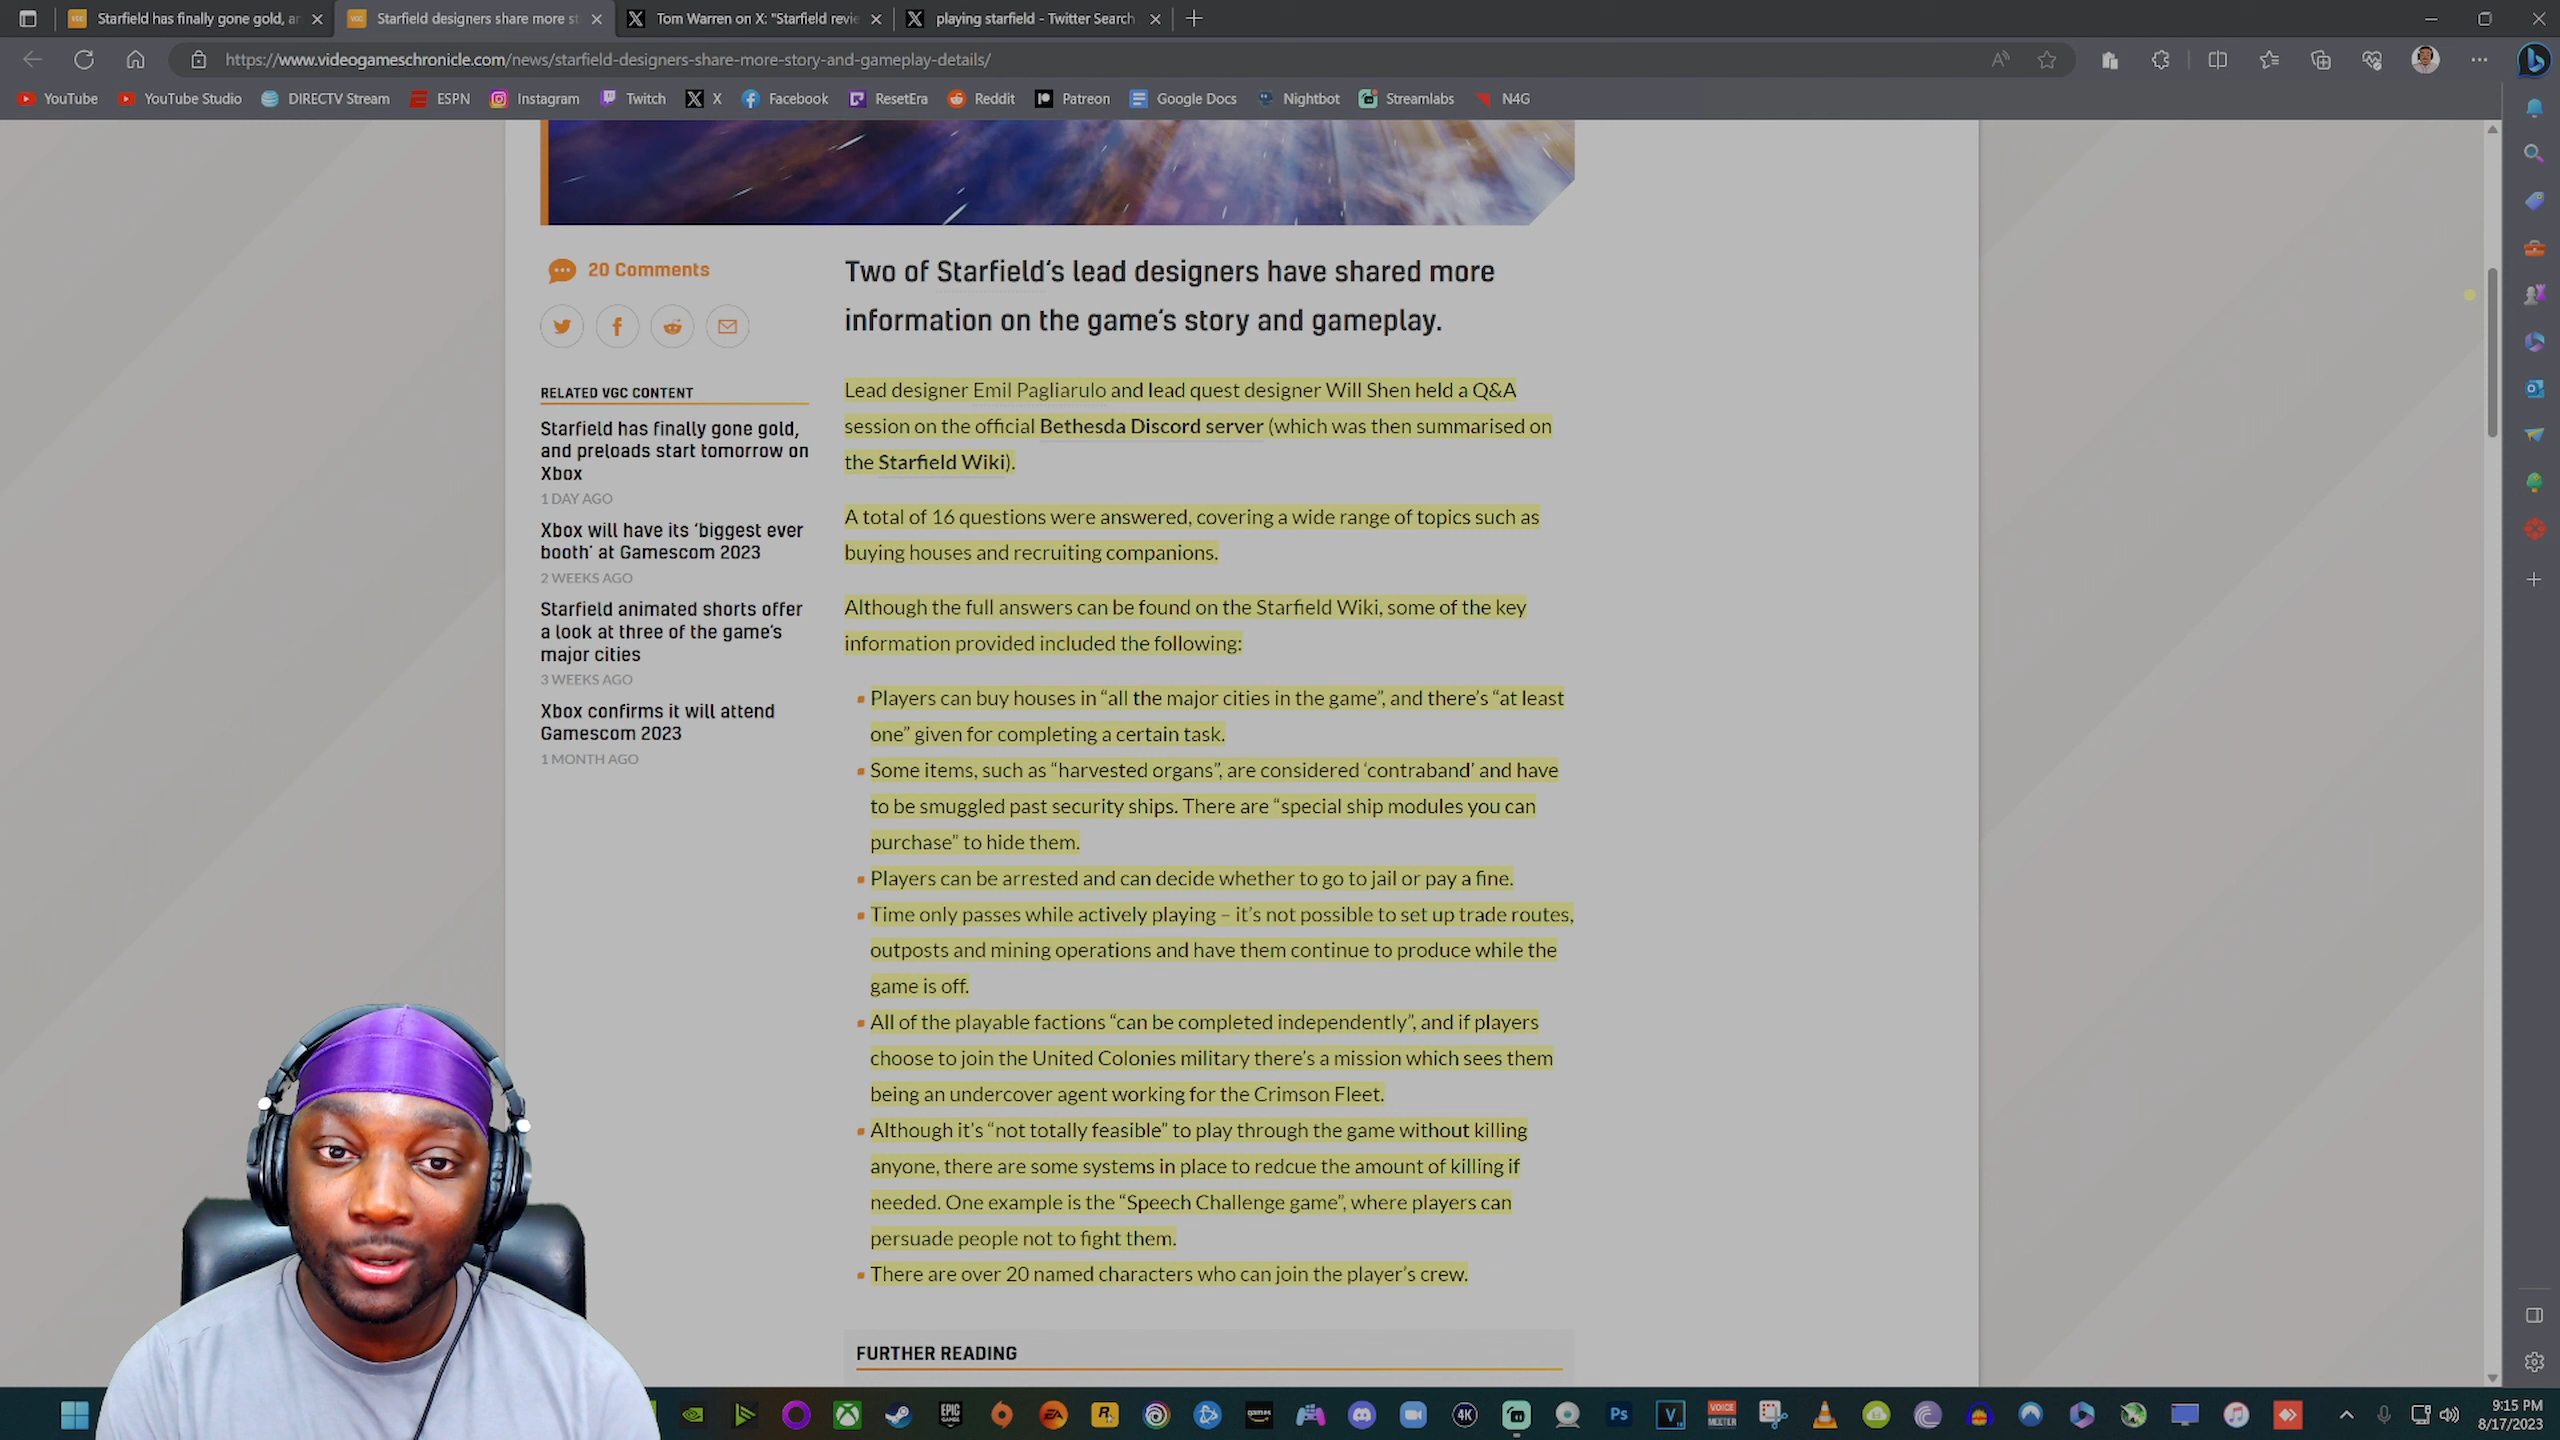 Starfield has finally gone gold, an
Starfield designers share more st
Tom Warren on X: "Starfield revie
playing starfield - Twitter Search
https://www.videogameschronicle.com/news/starfield-designers-share-more-story-and-gameplay-details/
YouTube
YouTube Studio
DIRECTV Stream
ESPN
Instagram
Twitch
X
Facebook
ResetEra
Reddit
Patreon
Google Docs
Nightbot
Streamlabs
N4G
20 Comments
RELATED VGC CONTENT
Starfield has finally gone gold,
and preloads start tomorrow on
Xbox
1 DAY AGO
Xbox will have its ‘biggest ever
booth’ at Gamescom 2023
2 WEEKS AGO
Starfield animated shorts offer
a look at three of the game’s
major cities
3 WEEKS AGO
Xbox confirms it will attend
Gamescom 2023
1 MONTH AGO
Two of Starfield‘s lead designers have shared more
information on the game’s story and gameplay.
Lead designer Emil Pagliarulo and lead quest designer Will Shen held a Q&A
session on the official Bethesda Discord server (which was then summarised on
the Starfield Wiki).
A total of 16 questions were answered, covering a wide range of topics such as
buying houses and recruiting companions.
Although the full answers can be found on the Starfield Wiki, some of the key
information provided included the following:
Players can buy houses in “all the major cities in the game”, and there’s “at least
one” given for completing a certain task.
Some items, such as “harvested organs”, are considered ‘contraband’ and have
to be smuggled past security ships. There are “special ship modules you can
purchase” to hide them.
Players can be arrested and can decide whether to go to jail or pay a fine.
Time only passes while actively playing – it’s not possible to set up trade routes,
outposts and mining operations and have them continue to produce while the
game is off.
All of the playable factions “can be completed independently”, and if players
choose to join the United Colonies military there’s a mission which sees them
being an undercover agent working for the Crimson Fleet.
Although it’s “not totally feasible” to play through the game without killing
anyone, there are some systems in place to redcue the amount of killing if
needed. One example is the “Speech Challenge game”, where players can
persuade people not to fight them.
There are over 20 named characters who can join the player’s crew.
FURTHER READING
EPIC GAMES
EA
R
games
4K
Ps
V
VOICE MEETER
9:15 PM
8/17/2023